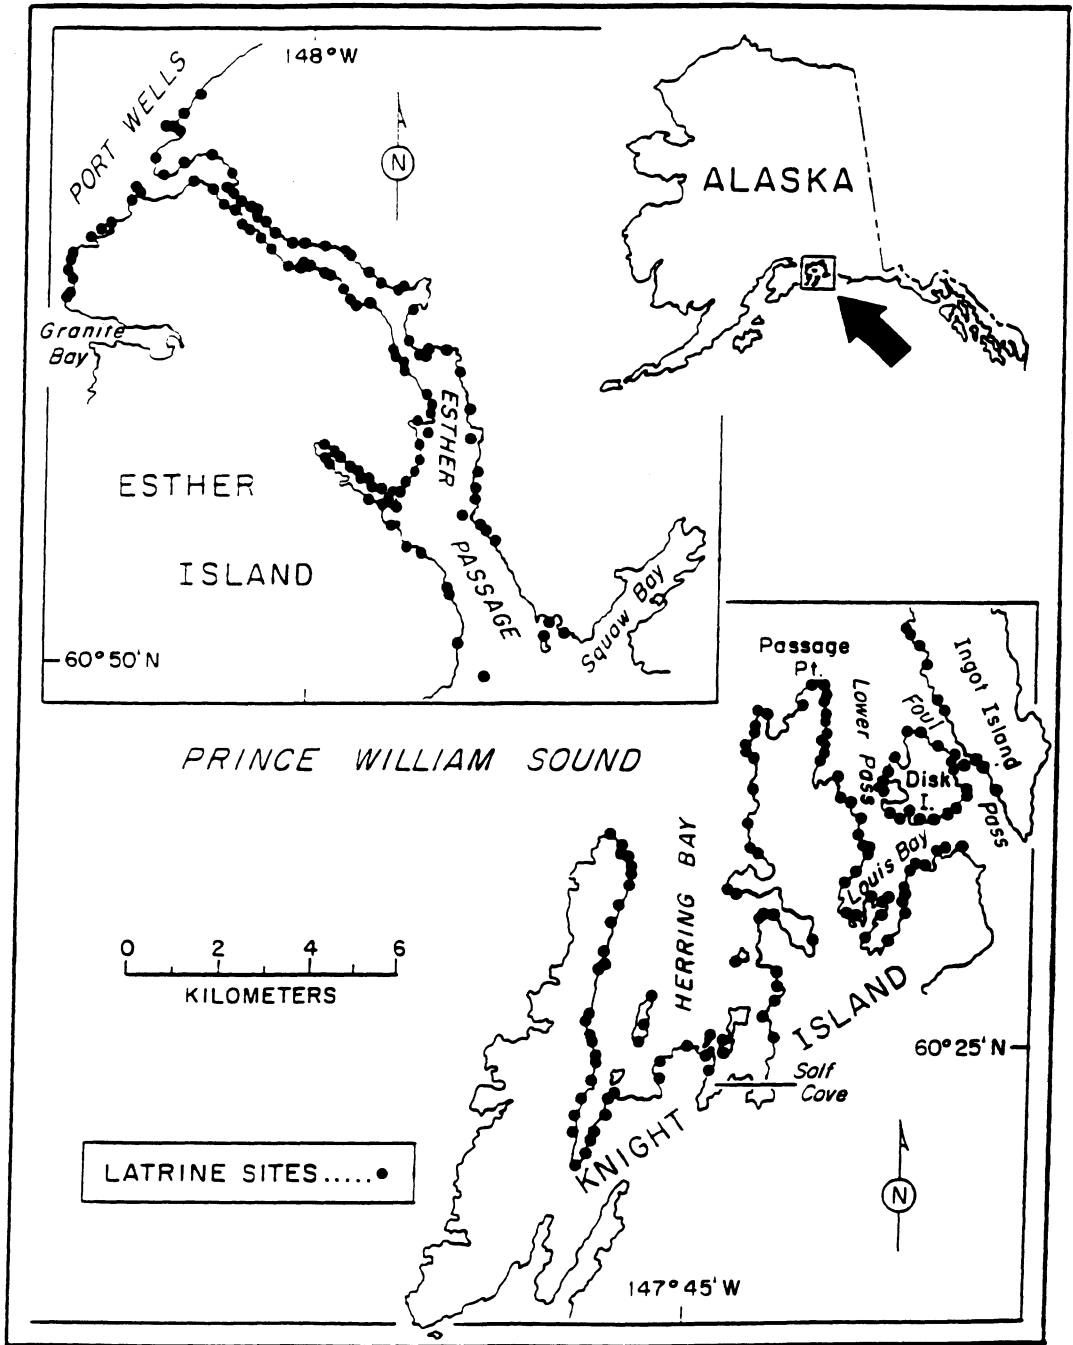 148°W
PORT WELLS
N
ALASKA
Granite
Bay
ESTHER
PASSAGE
ESTHER
ISLAND
Squaw Bay
60°50'N
PRINCE WILLIAM SOUND
Passage
Pt.
Lower Pass
Foul
Pass
Ingot Island
Disk
I.
Louis Bay
HERRING BAY
0 2 4 6
KILOMETERS
KNIGHT
ISLAND
60°25'N
Solf
Cove
LATRINE SITES.....
N
147°45'W